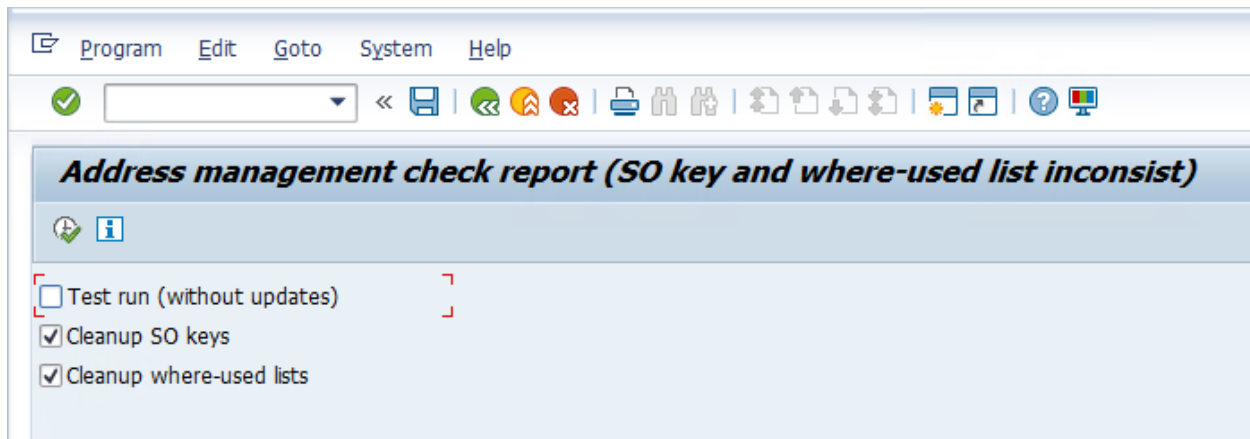 Program Edit Goto System Help
Address management check report (SO key and where-used list inconsist)
Test run (without updates)
Cleanup SO keys
Cleanup where-used lists